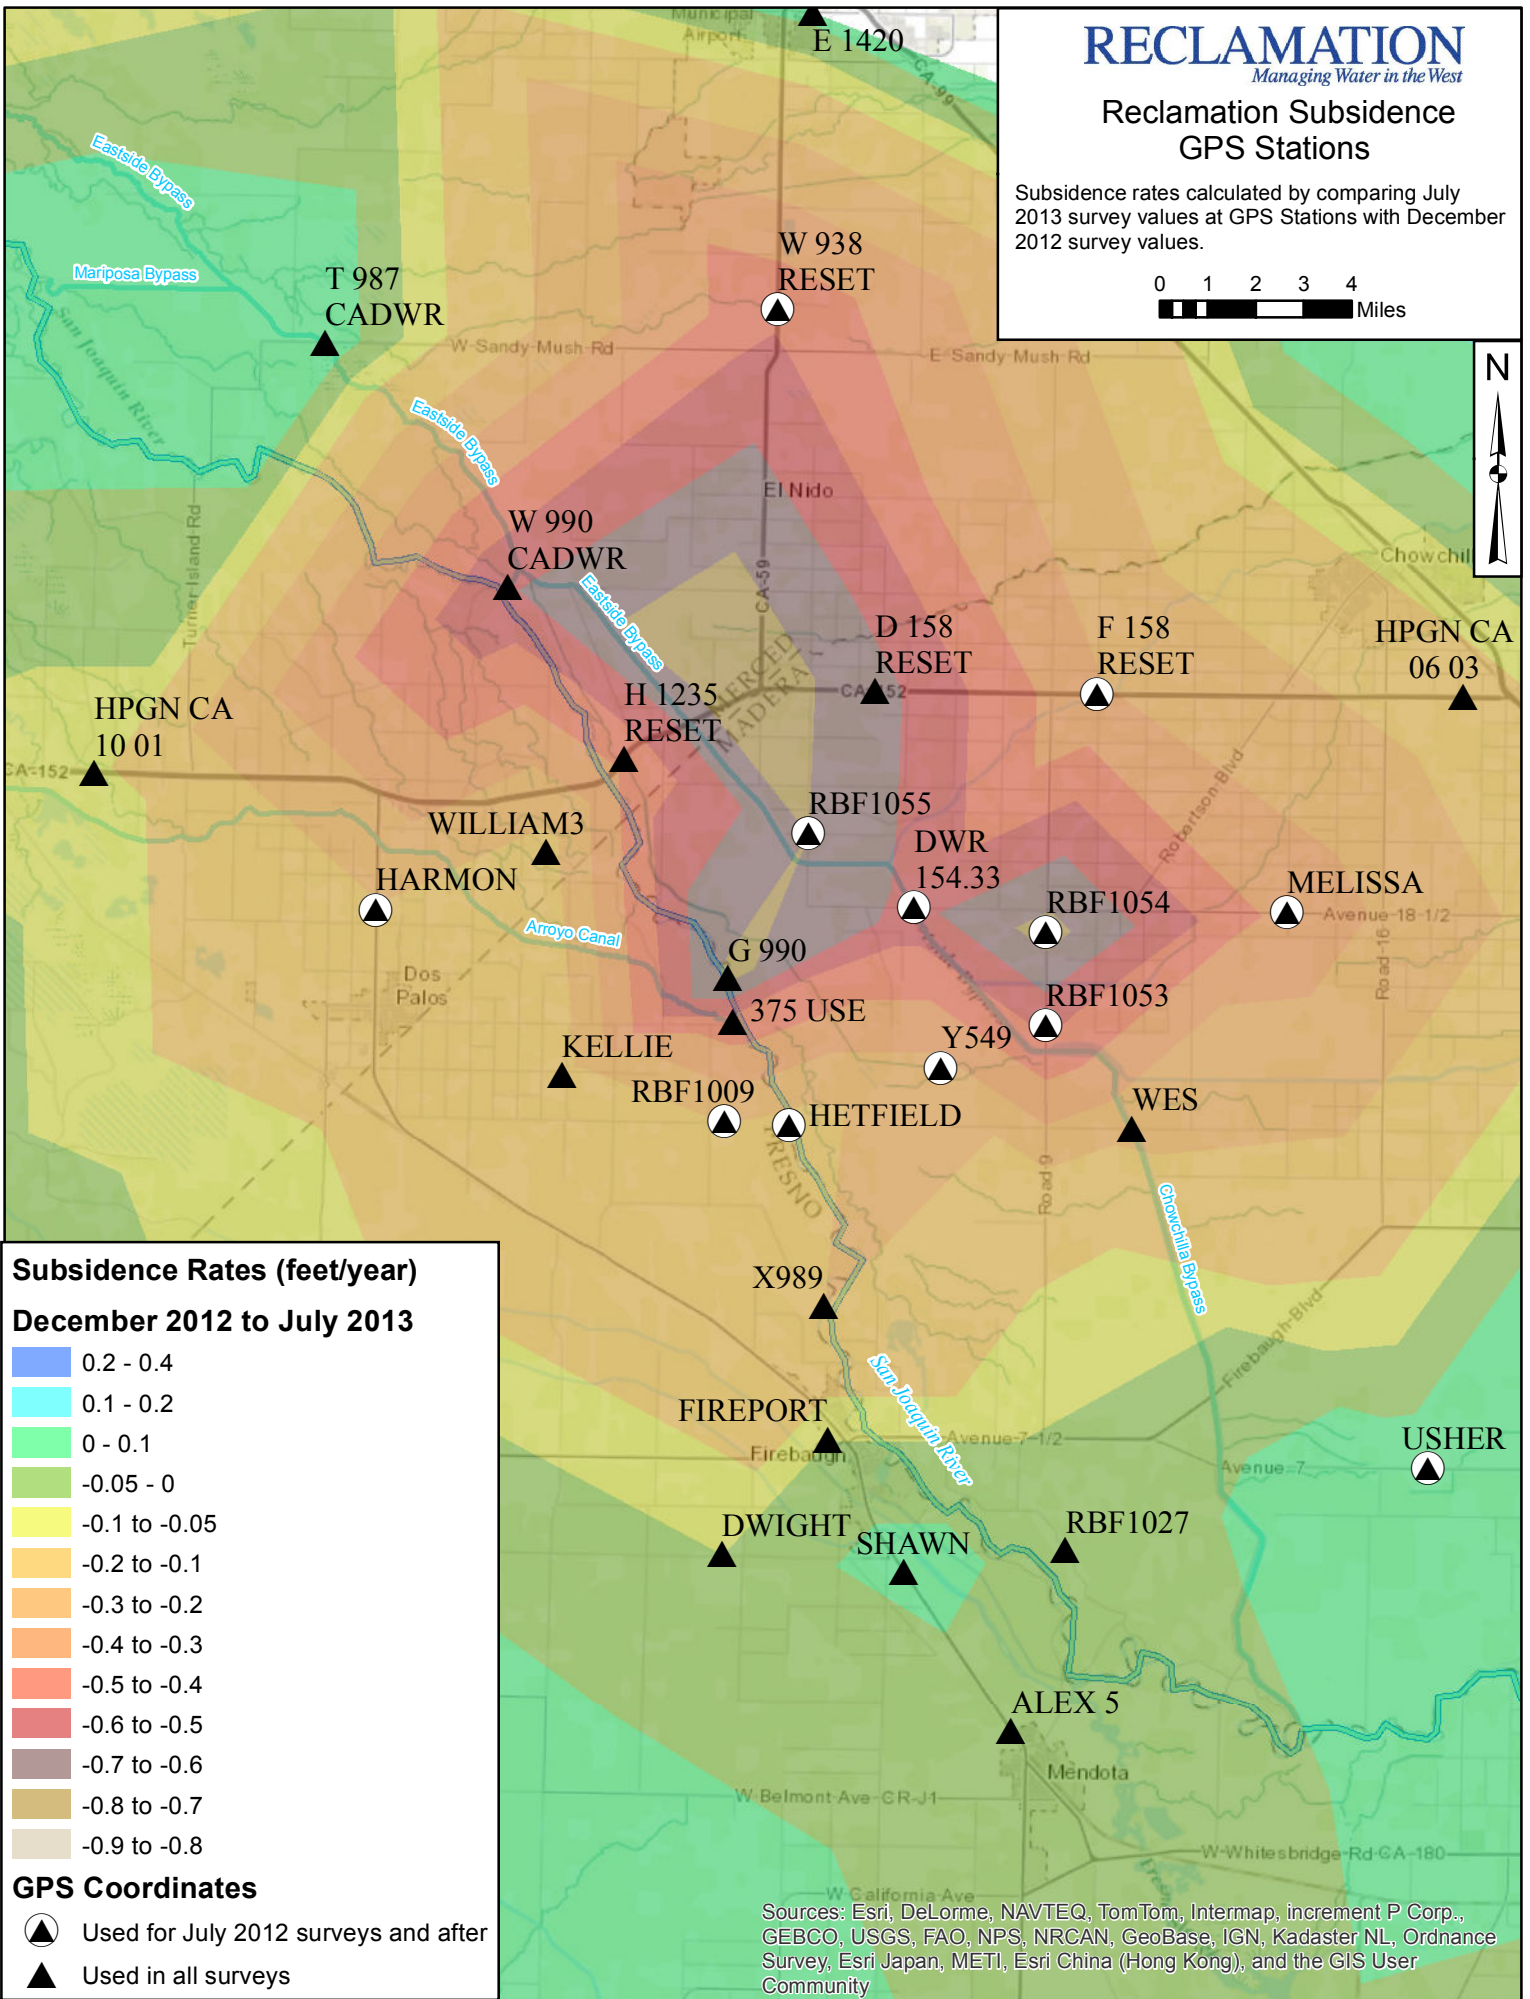 Municipal
Airport
E 1420
CA-99
RECLAMATION
Managing Water in the West
Reclamation Subsidence
GPS Stations
Subsidence rates calculated by comparing July
2013 survey values at GPS Stations with December
2012 survey values.
0 1 2 3 4
Miles
N
Eastside Bypass
Mariposa Bypass
San Joaquin River
T 987
CADWR
W 938
RESET
W-Sandy-Mush-Rd
E-Sandy-Mush-Rd
Eastside Bypass
El Nido
Turner-Island-Rd
W 990
CADWR
CA-59
Eastside Bypass
Chowchill
D 158
RESET
F 158
RESET
HPGN CA
06 03
CA-152
MERCED
MADERA
H 1235
RESET
HPGN CA
10 01
CA-152
Robertson-Blvd
RBF1055
WILLIAM3
DWR
154.33
HARMON
RBF1054
MELISSA
Avenue-18-1/2
Arroyo Canal
G 990
Dos
Palos
Road-16
RBF1053
375 USE
Y549
KELLIE
RBF1009
HETFIELD
WES
FRESNO
Road-9
Chowchilla Bypass
X989
Firebaugh-Blvd
San Joaquin River
FIREPORT
Avenue-7-1/2
Firebaugh
USHER
Avenue-7
DWIGHT
SHAWN
RBF1027
ALEX 5
Mendota
W-Belmont-Ave-CR-J1
W-Whitesbridge-Rd-CA-180
W-California-Ave
Subsidence Rates (feet/year)
December 2012 to July 2013
0.2 - 0.4
0.1 - 0.2
0 - 0.1
-0.05 - 0
-0.1 to -0.05
-0.2 to -0.1
-0.3 to -0.2
-0.4 to -0.3
-0.5 to -0.4
-0.6 to -0.5
-0.7 to -0.6
-0.8 to -0.7
-0.9 to -0.8
GPS Coordinates
Used for July 2012 surveys and after
Used in all surveys
Sources: Esri, DeLorme, NAVTEQ, TomTom, Intermap, increment P Corp.,
GEBCO, USGS, FAO, NPS, NRCAN, GeoBase, IGN, Kadaster NL, Ordnance
Survey, Esri Japan, METI, Esri China (Hong Kong), and the GIS User
Community